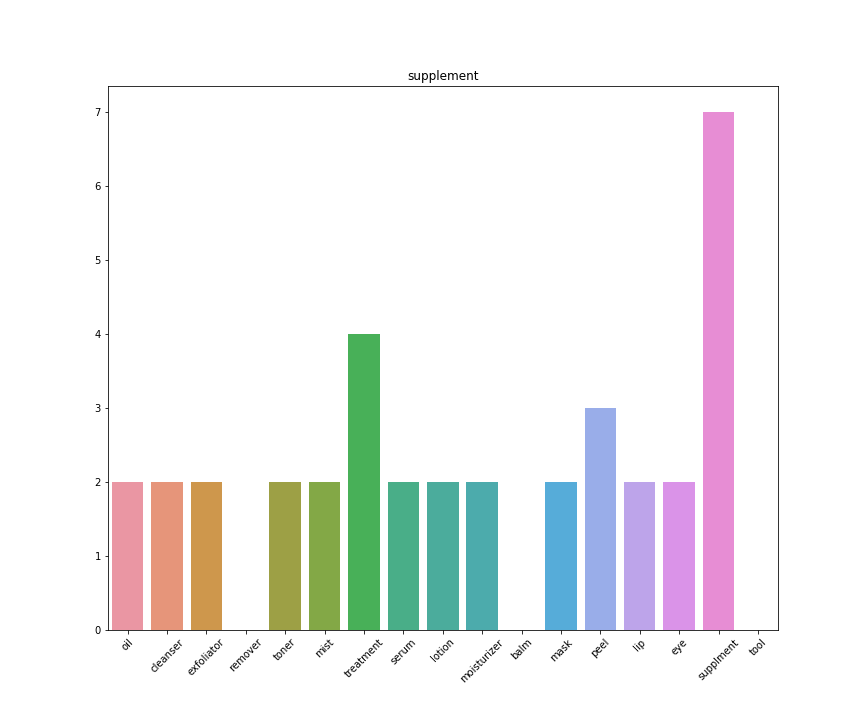 supplement
7
6
5
4
3
2
1
0
oil
cleanser
exfoliator
remover
toner
mist
treatment
serum
lotion
moisturizer
balm
mask
peel
lip
eye
supplment
tool